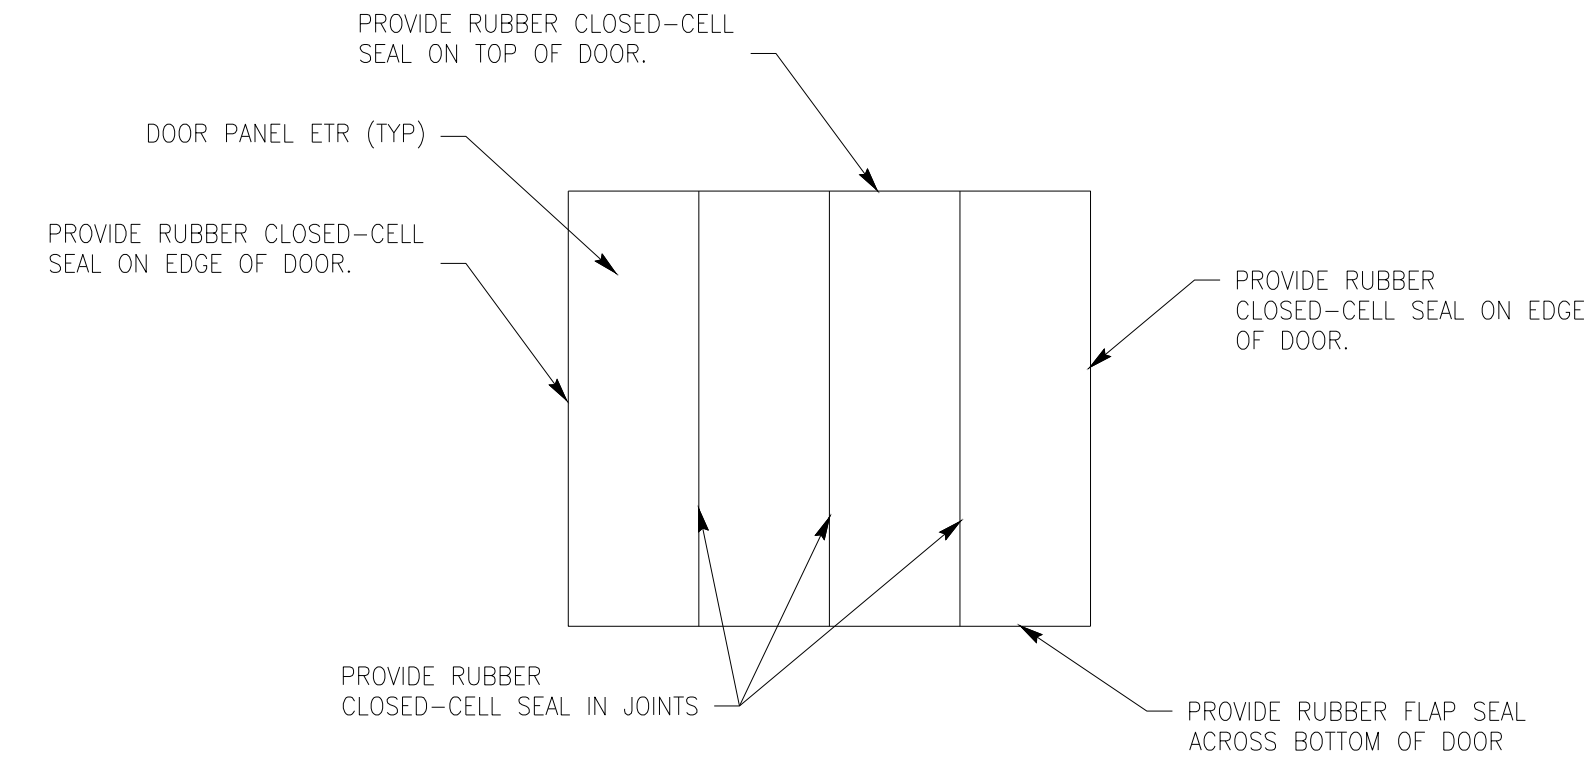 PROVIDE RUBBER CLOSED-CELL
SEAL ON TOP OF DOOR.
DOOR PANEL ETR (TYP)
PROVIDE RUBBER CLOSED-CELL
SEAL ON EDGE OF DOOR.
PROVIDE RUBBER
CLOSED-CELL SEAL ON EDGE
OF DOOR.
PROVIDE RUBBER
CLOSED-CELL SEAL IN JOINTS
PROVIDE RUBBER FLAP SEAL
ACROSS BOTTOM OF DOOR